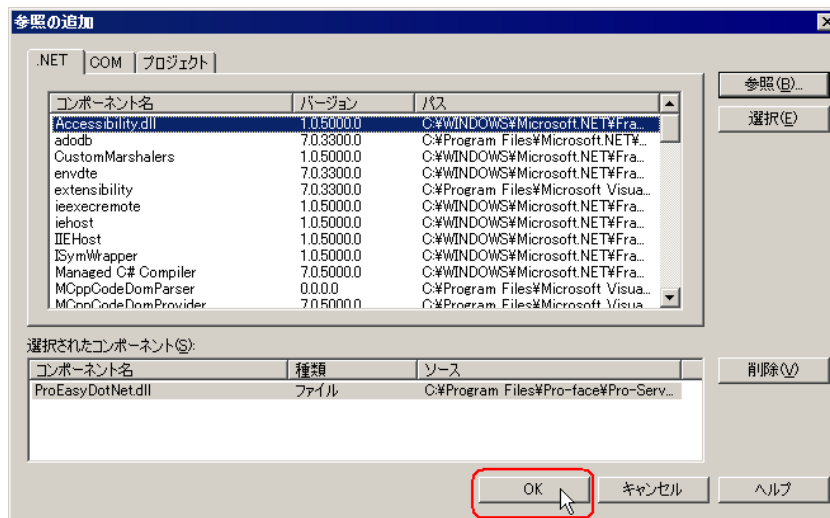 参照の追加
.NET COM プロジェクト
参照(B)...
選択(E)
コンポーネント名 バージョン パス
Accessibility.dll 1.0.5000.0 C:¥WINDOWS¥Microsoft.NET¥Fra...
adodb 7.0.3300.0 C:¥Program Files¥Microsoft.NET¥...
CustomMarshalers 1.0.5000.0 C:¥WINDOWS¥Microsoft.NET¥Fra...
envdte 7.0.3300.0 C:¥WINDOWS¥Microsoft.NET¥Fra...
extensibility 7.0.3300.0 C:¥Program Files¥Microsoft Visua...
ieexecremote 1.0.5000.0 C:¥WINDOWS¥Microsoft.NET¥Fra...
iehost 1.0.5000.0 C:¥WINDOWS¥Microsoft.NET¥Fra...
IIEHost 1.0.5000.0 C:¥WINDOWS¥Microsoft.NET¥Fra...
ISymWrapper 1.0.5000.0 C:¥WINDOWS¥Microsoft.NET¥Fra...
Managed C# Compiler 7.0.5000.0 C:¥WINDOWS¥Microsoft.NET¥Fra...
MCppCodeDomParser 0.0.0.0 C:¥Program Files¥Microsoft Visua...
MCppCodeDomProvider 7.0.5000.0 C:¥Program Files¥Microsoft Visua...
選択されたコンポーネント(S):
コンポーネント名 種類 ソース
ProEasyDotNet.dll ファイル C:¥Program Files¥Pro-face¥Pro-Serv...
削除(V)
OK キャンセル ヘルプ